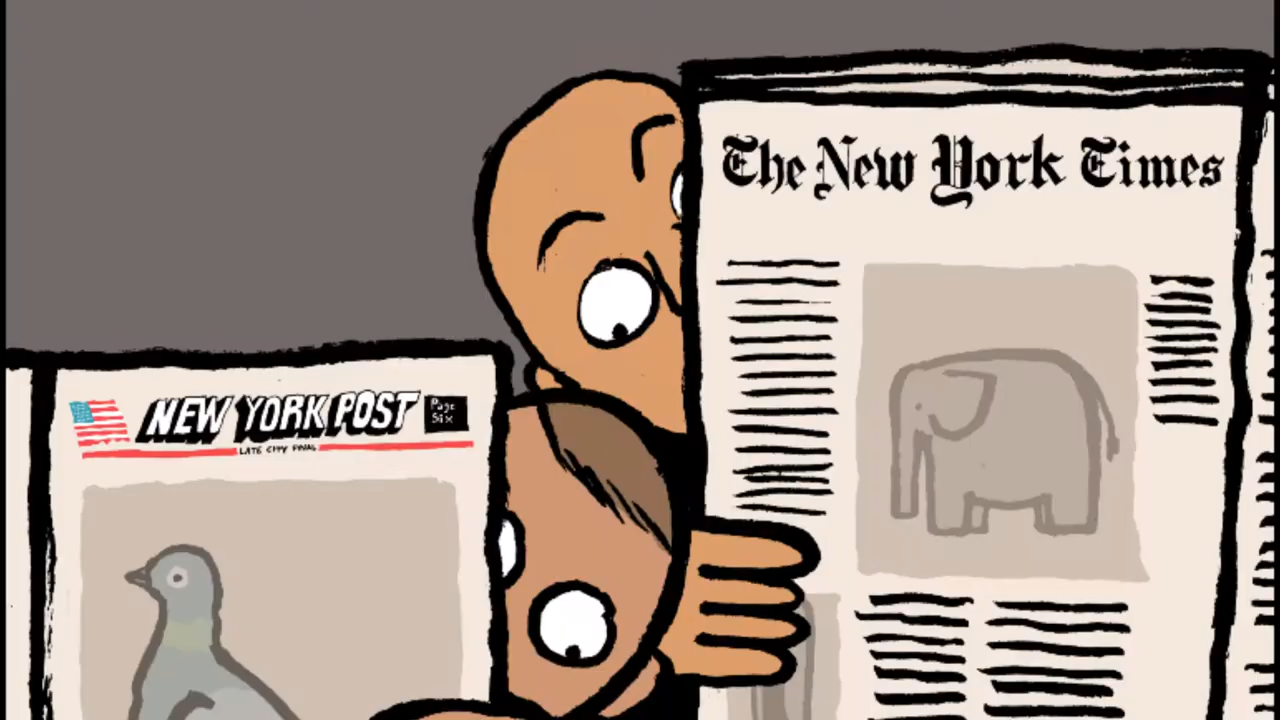 The New York Times
NEW YORK POST
Page
Six
LATE CITY FINAL